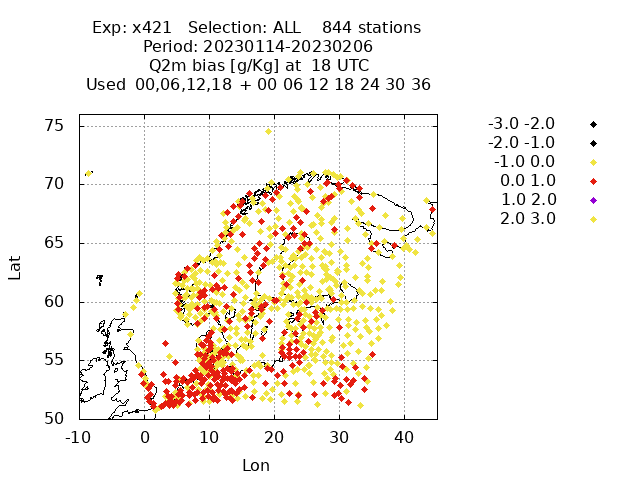 Exp: x421 Selection: ALL 844 stations
Period: 20230114-20230206
Q2m bias [g/Kg] at 18 UTC
Used 00,06,12,18 + 00 06 12 18 24 30 36
-3.0 -2.0
-2.0 -1.0
-1.0 0.0
0.0 1.0
1.0 2.0
2.0 3.0
75
70
65
60
55
50
Lat
-10 0 10 20 30 40
Lon